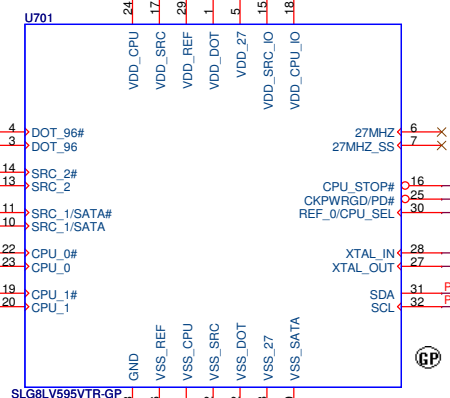 U701
24 17 29 1 5 15 18
VDD_CPU VDD_SRC VDD_REF VDD_DOT VDD_27 VDD_SRC_IO VDD_CPU_IO
4 DOT_96# 27MHZ 6
3 DOT_96 27MHZ_SS 7
14 SRC_2#
13 SRC_2 CPU_STOP# 16
CKPWRGD/PD# 25
11 SRC_1/SATA# REF_0/CPU_SEL 30
10 SRC_1/SATA
22 CPU_0# XTAL_IN 28
23 CPU_0 XTAL_OUT 27
19 CPU_1# SDA 31
20 CPU_1 SCL 32
GND VSS_REF VSS_CPU VSS_SRC VSS_DOT VSS_27 VSS_SATA
GP
SLG8LV595VTR-GP